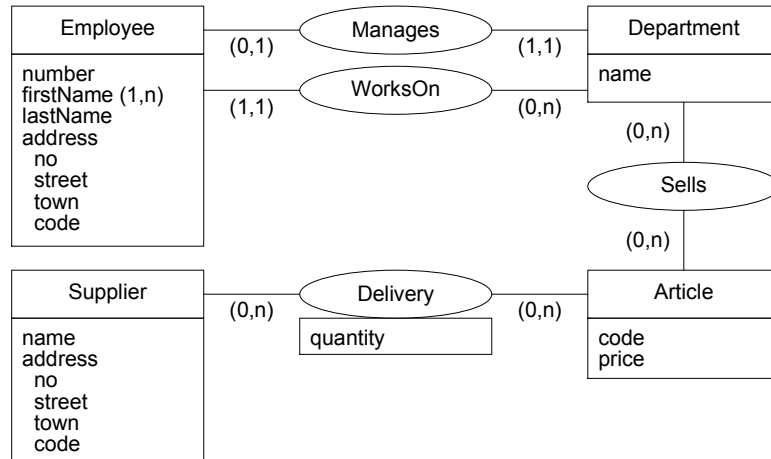 Employee
number
firstName (1,n)
lastName
address
no
street
town
code
(0,1)
Manages
(1,1)
(1,1)
WorksOn
(0,n)
Department
name
(0,n)
Sells
(0,n)
Supplier
name
address
no
street
town
code
(0,n)
Delivery
quantity
(0,n)
Article
code
price